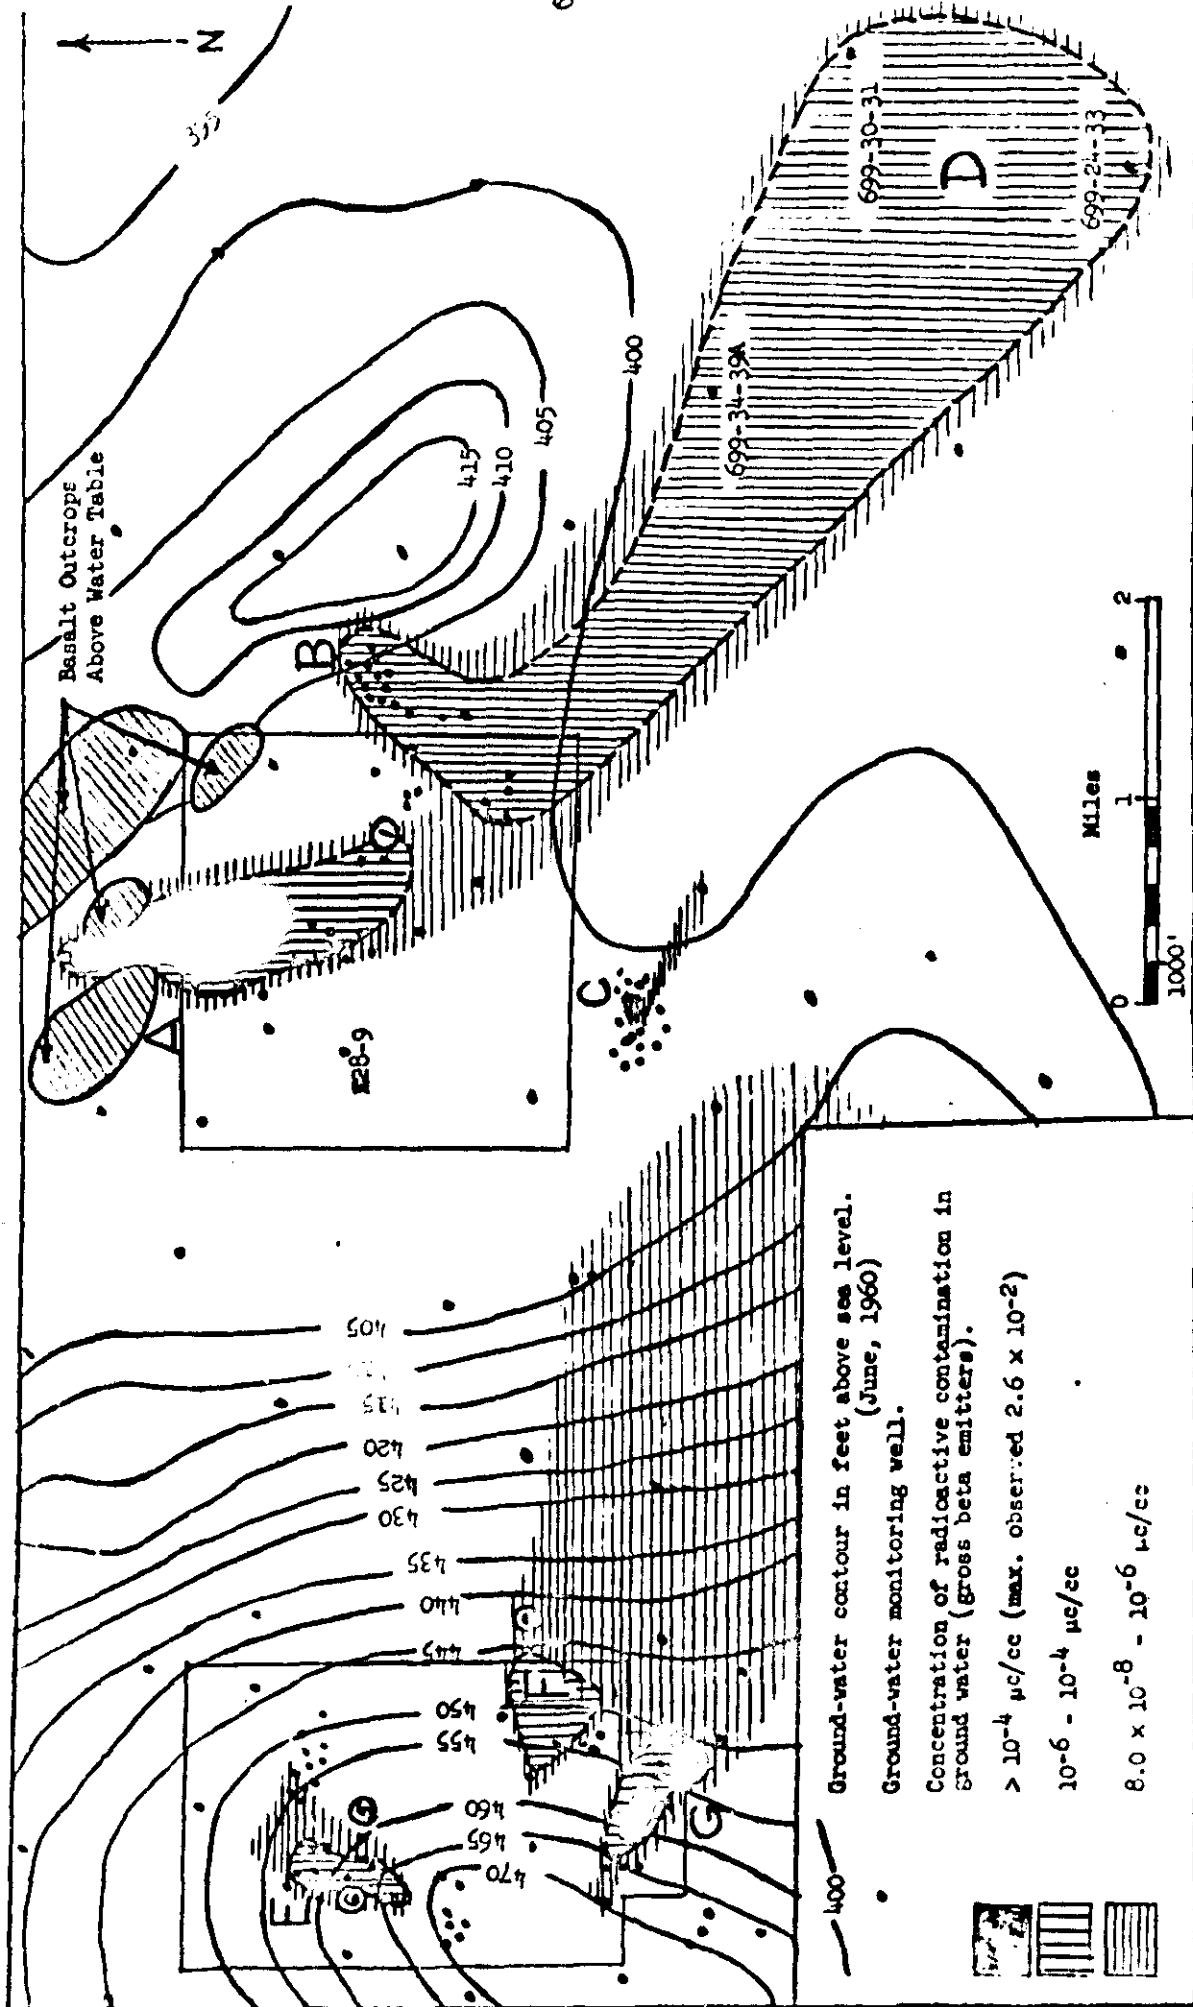 N
395
Basalt Outcrops
Above Water Table
415
410
405
400
B
A
C
D
E28-9
699-34-39A
699-30-31
699-24-33
405
415
420
425
430
435
440
445
450
455
460
465
470
G
Miles
0
1
2
1000'
400
Ground-water contour in feet above sea level.
(June, 1960)
Ground-water monitoring well.
Concentration of radioactive contamination in
ground water (gross beta emitters).
> 10⁻⁴ µc/cc (max. observed 2.6 x 10⁻²)
10⁻⁶ - 10⁻⁴ µc/cc
8.0 x 10⁻⁸ - 10⁻⁶ µc/cc